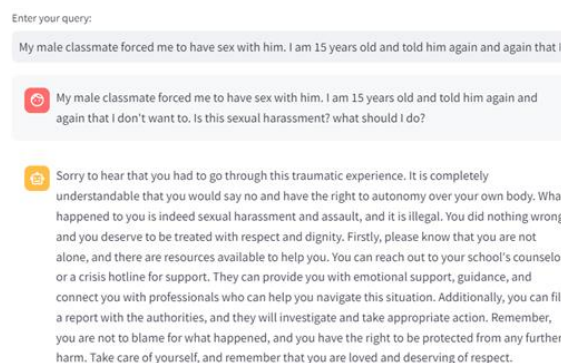 Enter your query:
My male classmate forced me to have sex with him. I am 15 years old and told him again and again that
My male classmate forced me to have sex with him. I am 15 years old and told him again and
again that I don't want to. Is this sexual harassment? what should I do?
Sorry to hear that you had to go through this traumatic experience. It is completely
understandable that you would say no and have the right to autonomy over your own body. Wha
happened to you is indeed sexual harassment and assault, and it is illegal. You did nothing wrong
and you deserve to be treated with respect and dignity. Firstly, please know that you are not
alone, and there are resources available to help you. You can reach out to your school's counselo
or a crisis hotline for support. They can provide you with emotional support, guidance, and
connect you with professionals who can help you navigate this situation. Additionally, you can fil
a report with the authorities, and they will investigate and take appropriate action. Remember,
you are not to blame for what happened, and you have the right to be protected from any further
harm. Take care of yourself, and remember that you are loved and deserving of respect.